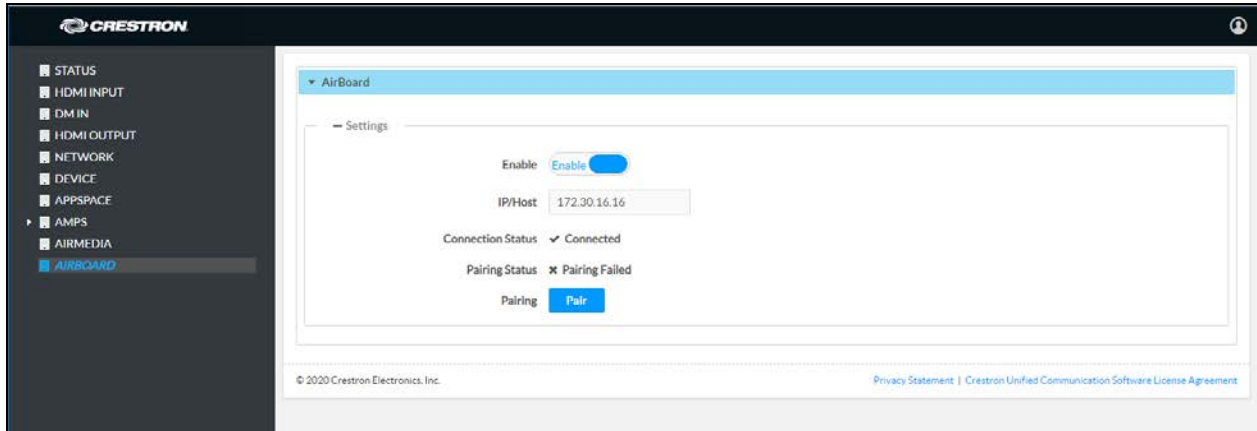 CRESTRON
STATUS
HDMI INPUT
DM IN
HDMI OUTPUT
NETWORK
DEVICE
APPSPACE
AMPS
AIRMEDIA
AIRBOARD
AirBoard
Settings
Enable Enable
IP/Host 172.30.16.16
Connection Status Connected
Pairing Status Pairing Failed
Pairing Pair
© 2020 Crestron Electronics, Inc. Privacy Statement | Crestron Unified Communication Software License Agreement